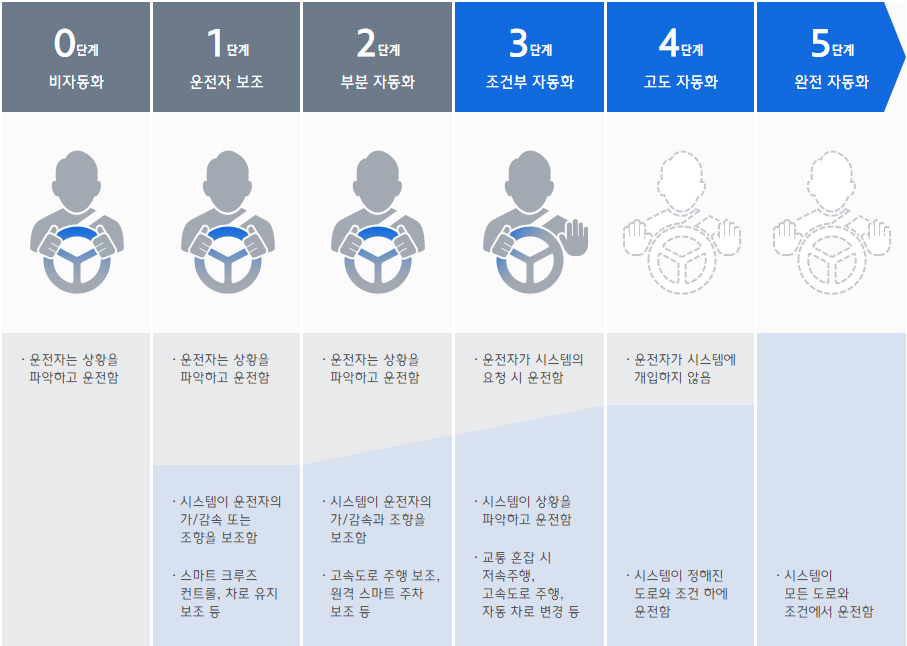 0단계
비자동화
1단계
운전자 보조
2단계
부분 자동화
3단계
조건부 자동화
4단계
고도 자동화
5단계
완전 자동화
· 운전자는 상황을
파악하고 운전함
· 운전자는 상황을
파악하고 운전함
· 시스템이 운전자의
가/감속 또는
조향을 보조함
· 스마트 크루즈
컨트롤, 차로 유지
보조 등
· 운전자는 상황을
파악하고 운전함
· 시스템이 운전자의
가/감속과 조향을
보조함
· 고속도로 주행 보조,
원격 스마트 주차
보조 등
· 운전자가 시스템의
요청 시 운전함
· 시스템이 상황을
파악하고 운전함
· 교통 혼잡 시
저속주행,
고속도로 주행,
자동 차로 변경 등
· 운전자가 시스템에
개입하지 않음
· 시스템이 정해진
도로와 조건 하에
운전함
· 시스템이
모든 도로와
조건에서 운전함